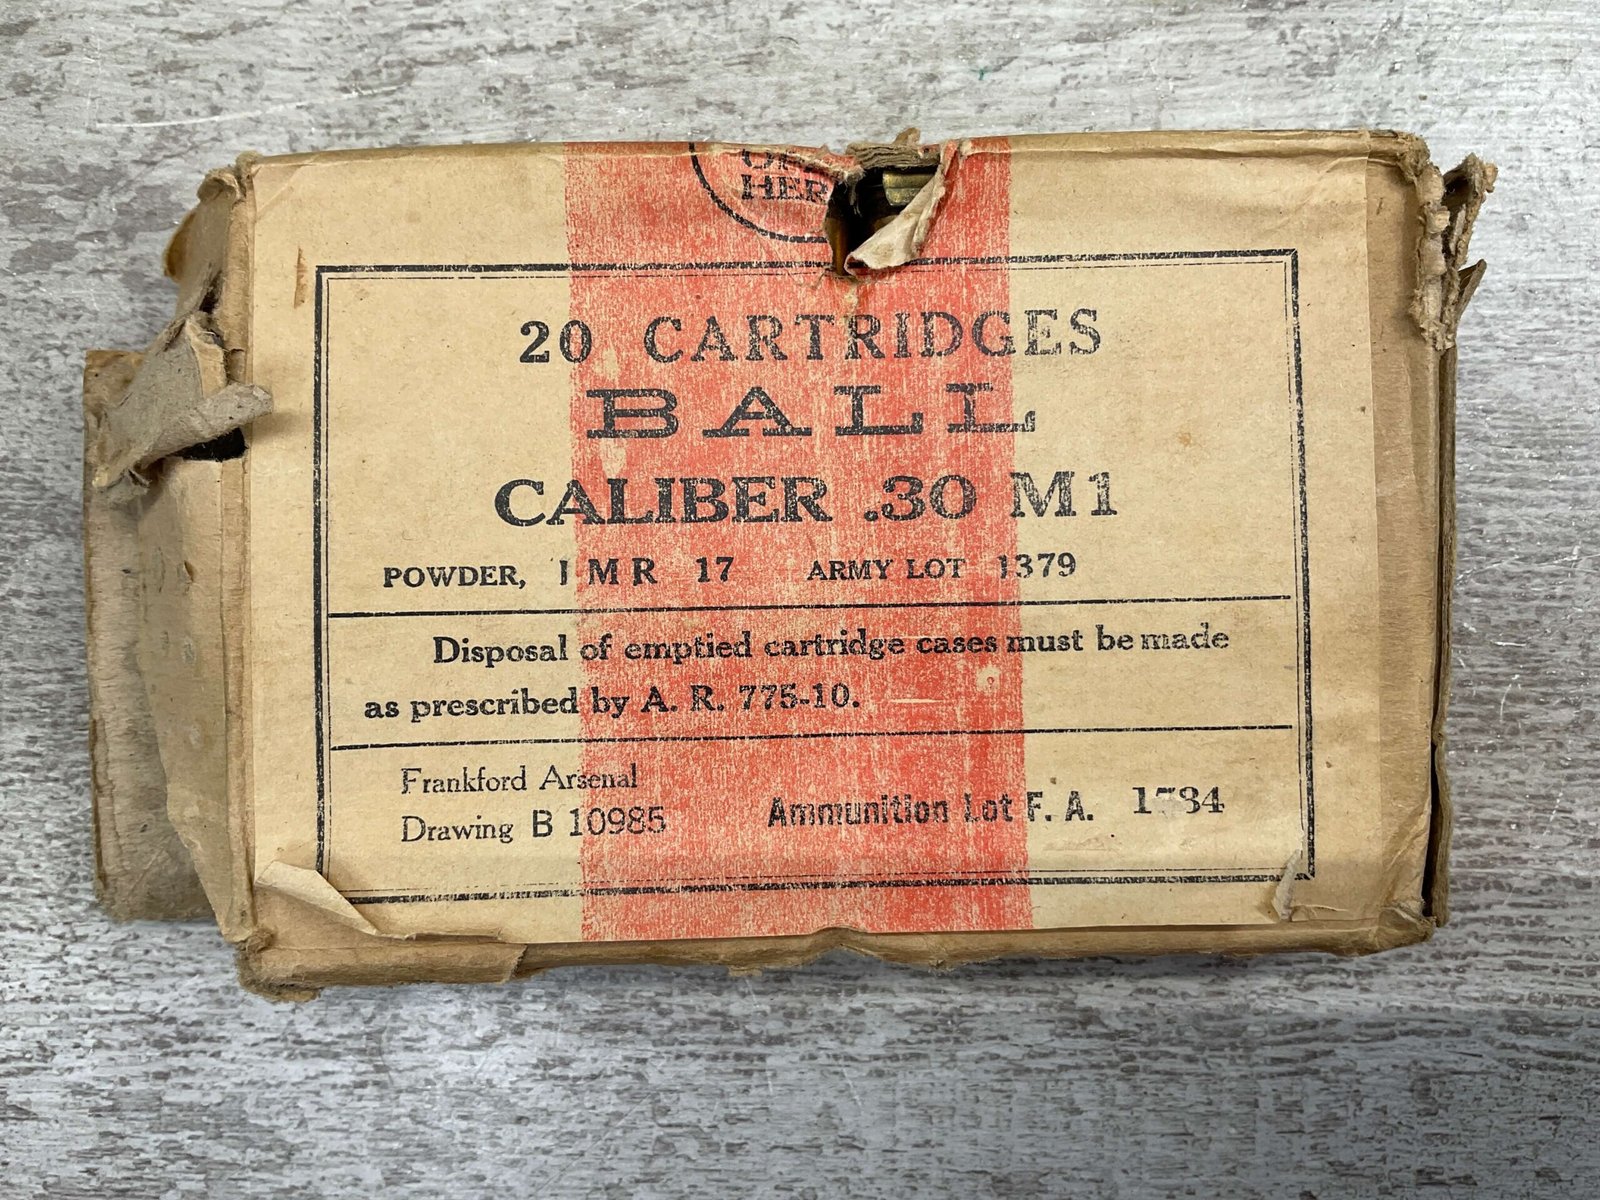 HER
20 CARTRIDGES
BALL
CALIBER .30 M1
POWDER, IMR 17 ARMY LOT 1379
Disposal of emptied cartridge cases must be made
as prescribed by A. R. 775-10.
Frankford Arsenal
Drawing B 10985 Ammunition Lot F. A.